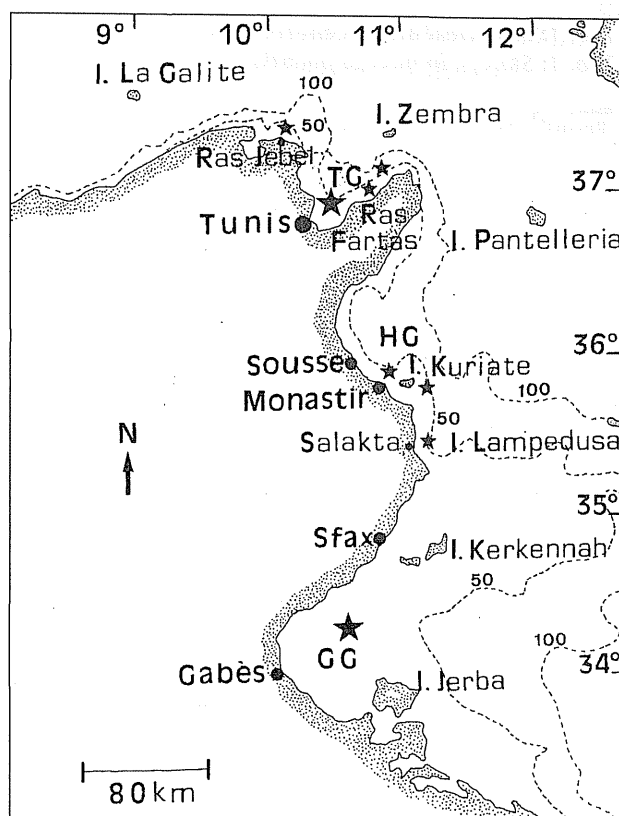 9° 10° 11° 12°
I. La Galite
100
I. Zembra
50
Ras Jebel
TG
37°
Tunis
Ras
Fartas
I. Pantelleria
HG
36°
Sousse
I. Kuriate
Monastir
100
50
N
Salakta
I. Lampedusa
35°
Sfax
I. Kerkennah
50
100
GG
34°
Gabès
I. Jerba
80 km